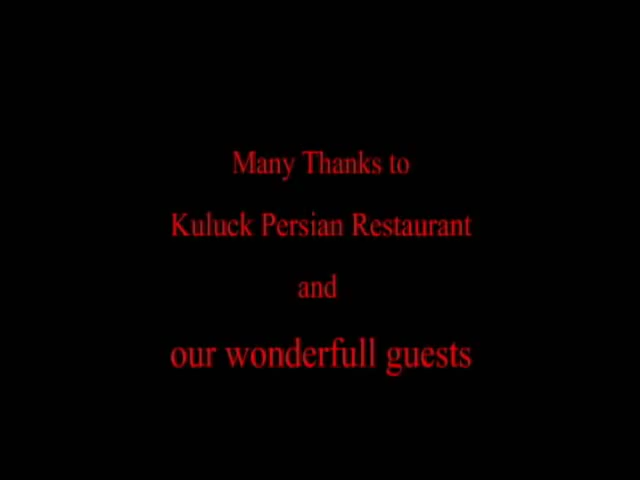 Many Thanks to
Kuluck Persian Restaurant
and
our wonderfull guests